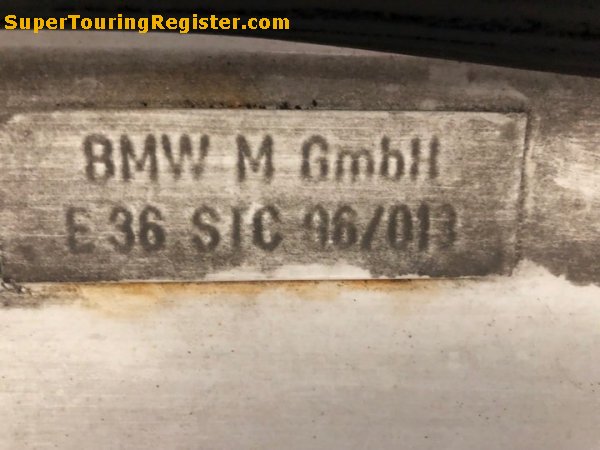 SuperTouringRegister.com
BMW M GmbH
E 36 STC 96/013